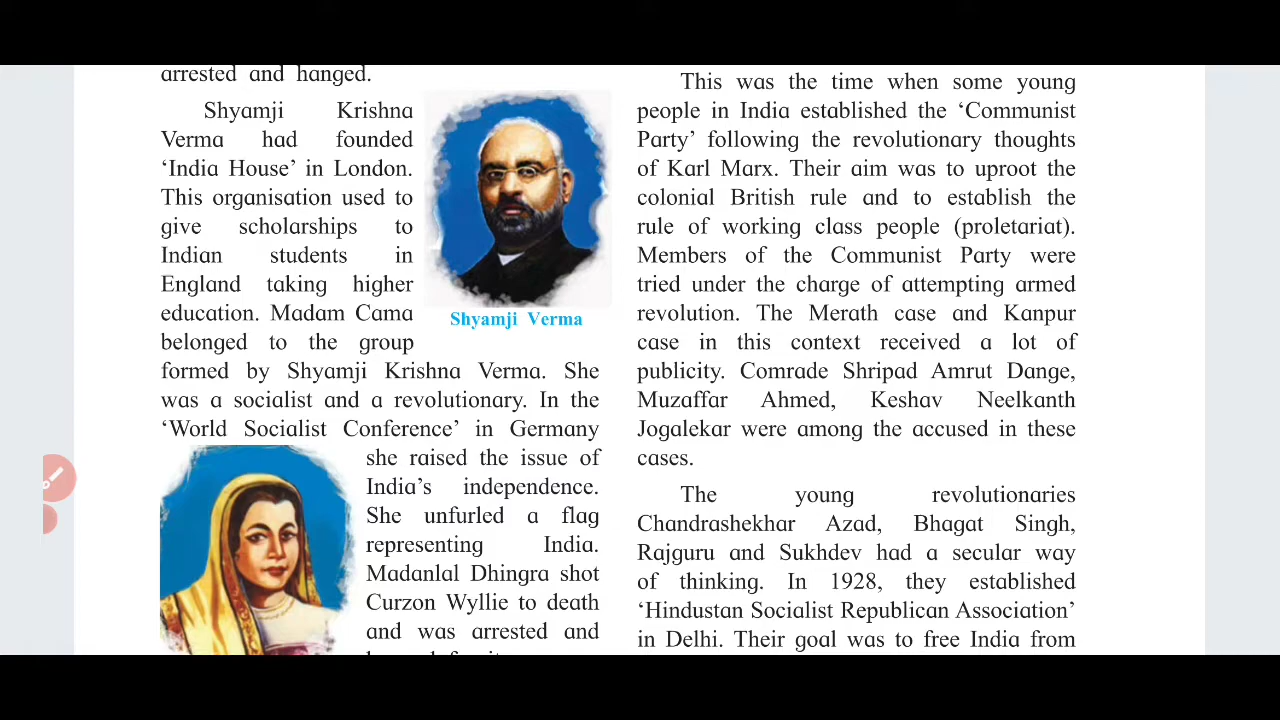 arrested and hanged.
Shyamji Krishna
Verma had founded
‘India House’ in London.
This organisation used to
give scholarships to
Indian students in
England taking higher
education. Madam Cama
belonged to the group
formed by Shyamji Krishna Verma. She
was a socialist and a revolutionary. In the
‘World Socialist Conference’ in Germany
she raised the issue of
India’s independence.
She unfurled a flag
representing India.
Madanlal Dhingra shot
Curzon Wyllie to death
and was arrested and
Shyamji Verma
This was the time when some young
people in India established the ‘Communist
Party’ following the revolutionary thoughts
of Karl Marx. Their aim was to uproot the
colonial British rule and to establish the
rule of working class people (proletariat).
Members of the Communist Party were
tried under the charge of attempting armed
revolution. The Merath case and Kanpur
case in this context received a lot of
publicity. Comrade Shripad Amrut Dange,
Muzaffar Ahmed, Keshav Neelkanth
Jogalekar were among the accused in these
cases.
The young revolutionaries
Chandrashekhar Azad, Bhagat Singh,
Rajguru and Sukhdev had a secular way
of thinking. In 1928, they established
‘Hindustan Socialist Republican Association’
in Delhi. Their goal was to free India from